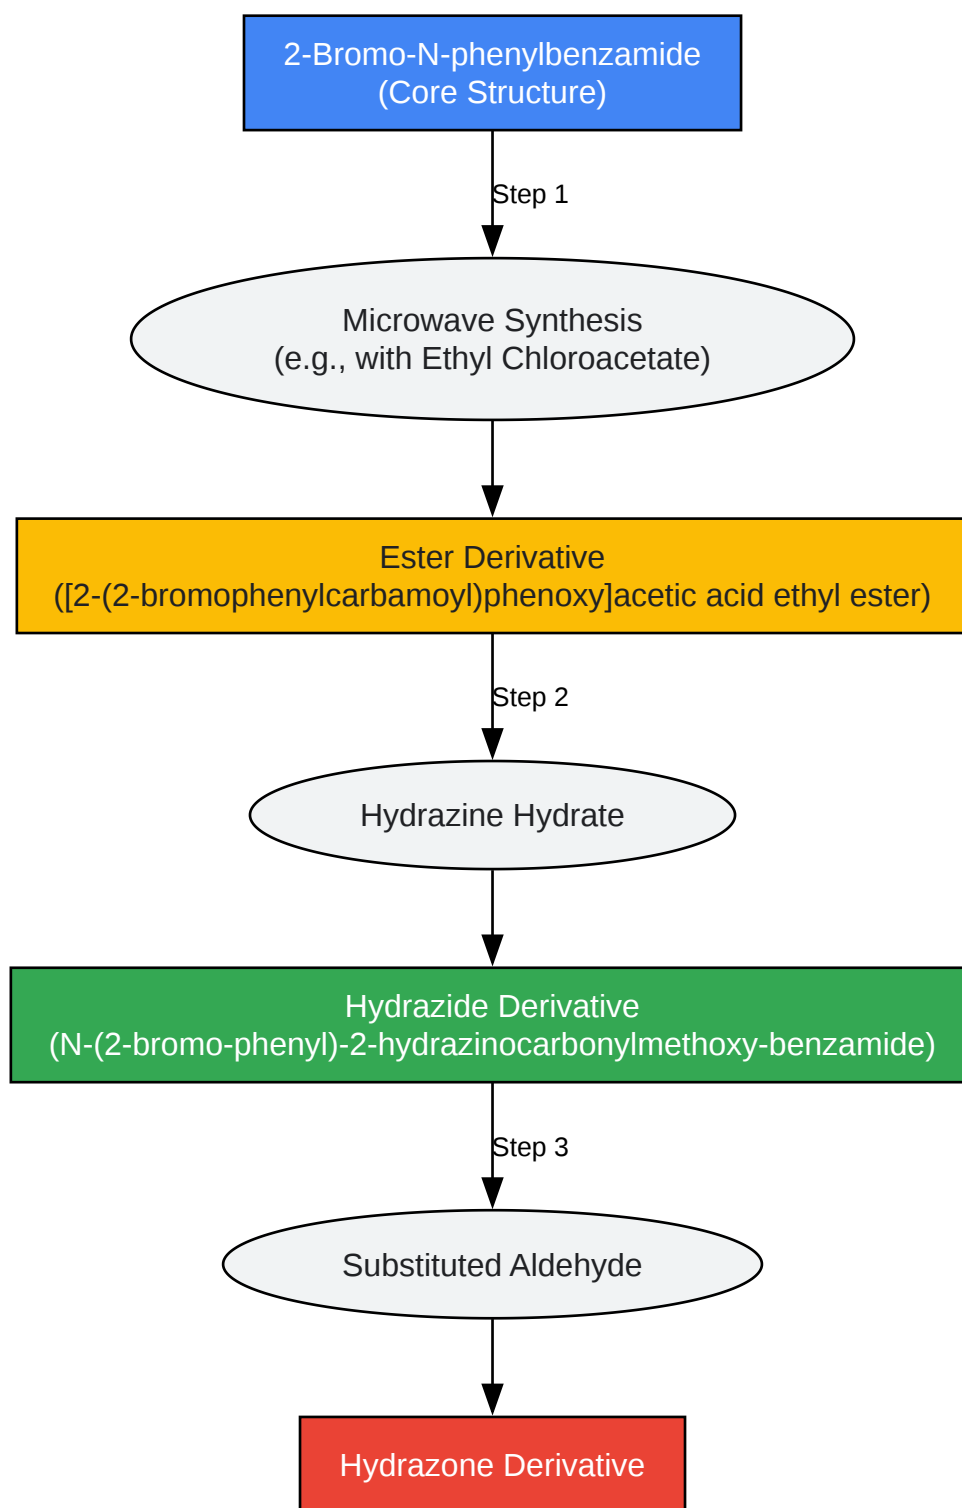 2-Bromo-N-phenylbenzamide
(Core Structure)
Step 1
Microwave Synthesis
(e.g., with Ethyl Chloroacetate)
Ester Derivative
([2-(2-bromophenylcarbamoyl)phenoxy]acetic acid ethyl ester)
Step 2
Hydrazine Hydrate
Hydrazide Derivative
(N-(2-bromo-phenyl)-2-hydrazinocarbonylmethoxy-benzamide)
Step 3
Substituted Aldehyde
Hydrazone Derivative